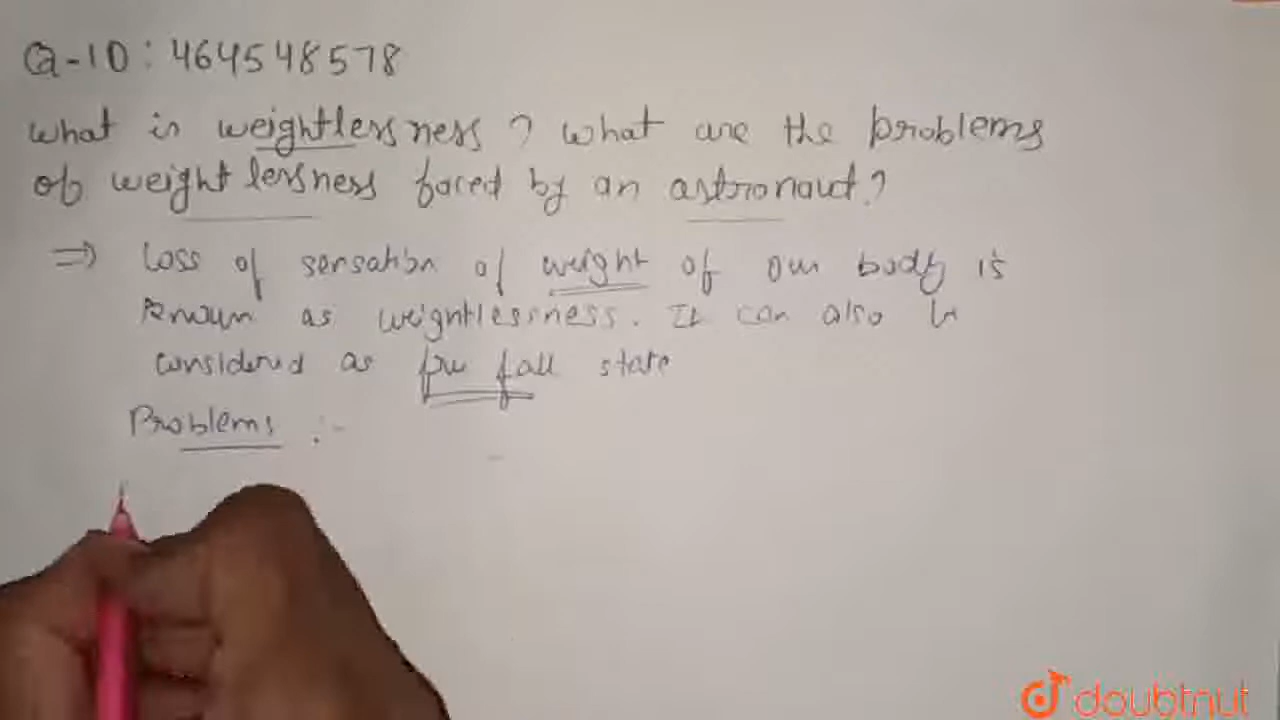 Q-ID: 464548578
What is weightlessness? What are the problems
of weightlessness faced by an astronaut?
⇒ Loss of sensation of weight of our body is
known as weightlessness. It can also be
considered as free fall state
Problems :-
doubtnut